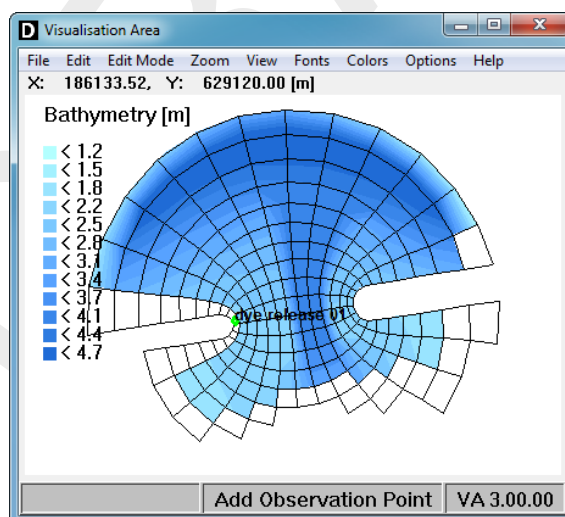 D Visualisation Area
File Edit Edit Mode Zoom View Fonts Colors Options Help
X: 186133.52, Y: 629120.00 [m]
Bathymetry [m]
< 1.2
< 1.5
< 1.8
< 2.2
< 2.5
< 2.8
< 3.1
< 3.4
< 3.7
< 4.1
< 4.4
< 4.7
dye release 01
Add Observation Point VA 3.00.00